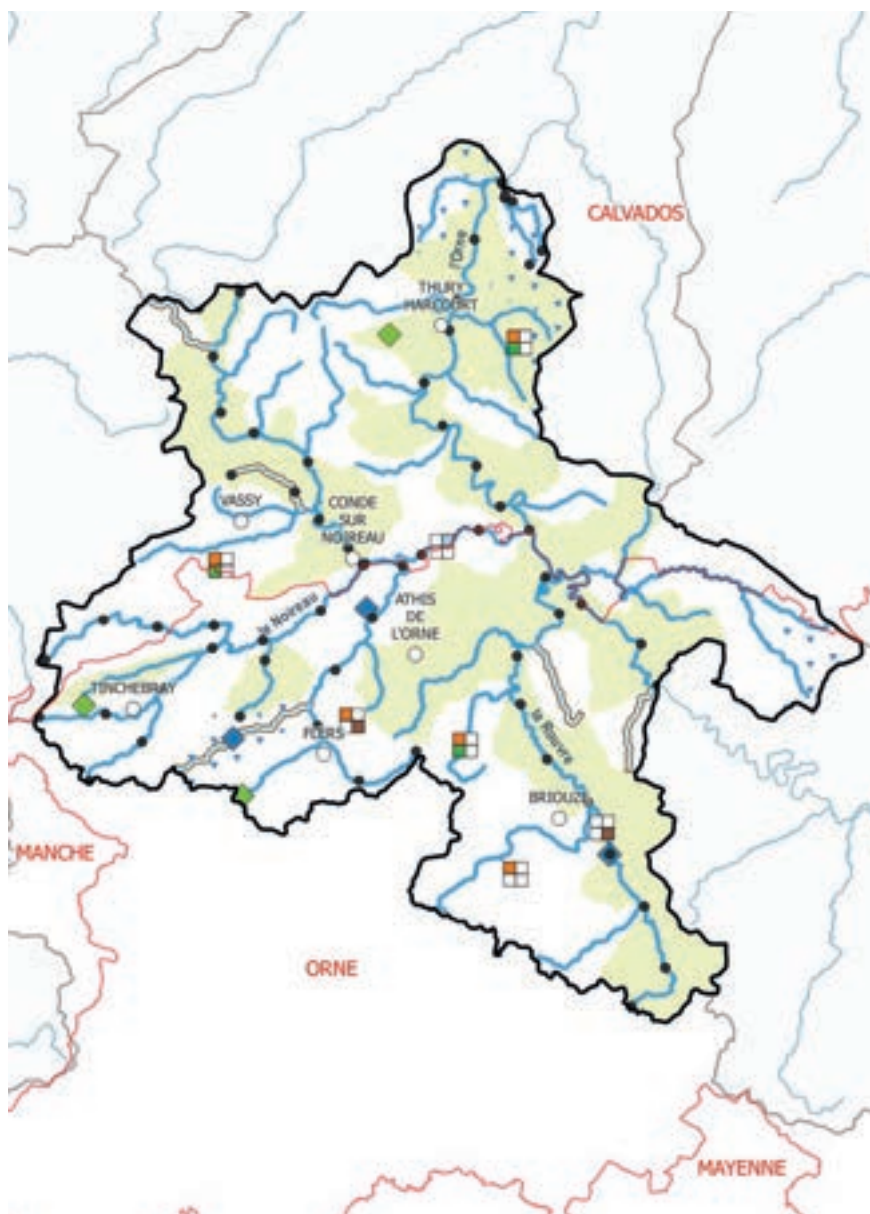 CALVADOS
l'Orne
THURY
HARCOURT
VASSY
CONDE
SUR
NOIREAU
le Noireau
ATHIS
DE
L'ORNE
TINCHEBRAY
FLERS
la Rouvre
BRIOUZE
MANCHE
ORNE
MAYENNE